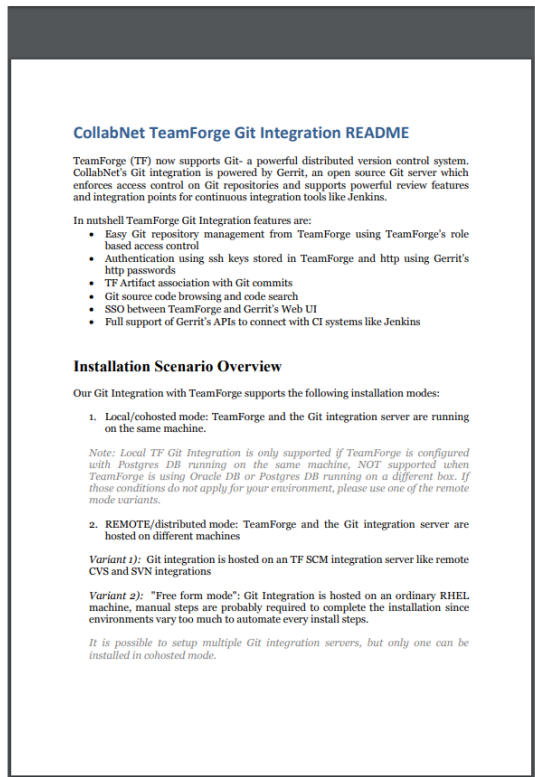 CollabNet TeamForge Git Integration README
TeamForge (TF) now supports Git- a powerful distributed version control system.
CollabNet's Git integration is powered by Gerrit, an open source Git server which
enforces access control on Git repositories and supports powerful review features
and integration points for continuous integration tools like Jenkins.
In nutshell TeamForge Git Integration features are:
• Easy Git repository management from TeamForge using TeamForge's role
based access control
• Authentication using ssh keys stored in TeamForge and http using Gerrit's
http passwords
• TF Artifact association with Git commits
• Git source code browsing and code search
• SSO between TeamForge and Gerrit's Web UI
• Full support of Gerrit's APIs to connect with CI systems like Jenkins
Installation Scenario Overview
Our Git Integration with TeamForge supports the following installation modes:
1. Local/cohosted mode: TeamForge and the Git integration server are running
on the same machine.
Note: Local TF Git Integration is only supported if TeamForge is configured
with Postgres DB running on the same machine, NOT supported when
TeamForge is using Oracle DB or Postgres DB running on a different box. If
those conditions do not apply for your environment, please use one of the remote
mode variants.
2. REMOTE/distributed mode: TeamForge and the Git integration server are
hosted on different machines
Variant 1): Git integration is hosted on an TF SCM integration server like remote
CVS and SVN integrations
Variant 2): "Free form mode": Git Integration is hosted on an ordinary RHEL
machine, manual steps are probably required to complete the installation since
environments vary too much to automate every install steps.
It is possible to setup multiple Git integration servers, but only one can be
installed in cohosted mode.